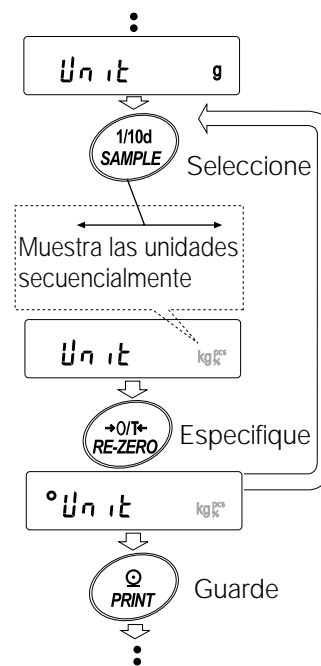 Unit g
1/10d
SAMPLE
Seleccione
Muestra las unidades
secuencialmente
Unit kg pcs %
→0/T←
RE-ZERO
Especifique
°Unit kg pcs %
PRINT
Guarde